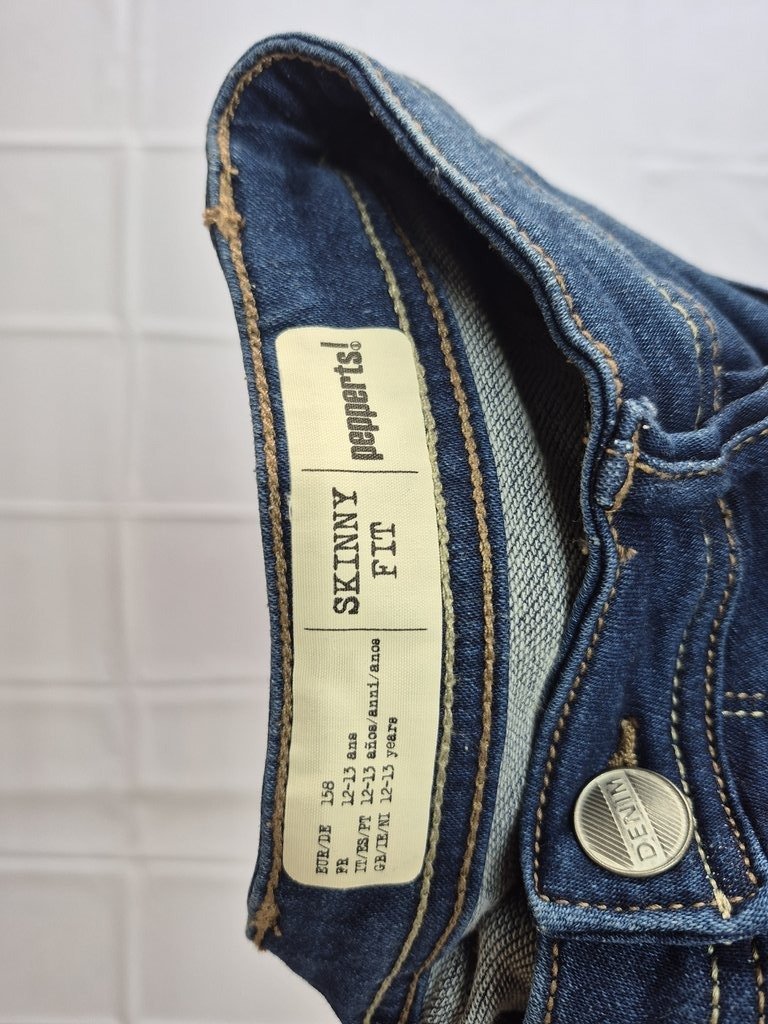 pepperts!®
SKINNY
FIT
EUR/DE 158
FR 12-13 ans
IT/ES/PT 12-13 años/anni/anos
GB/IE/NI 12-13 years
DENIM